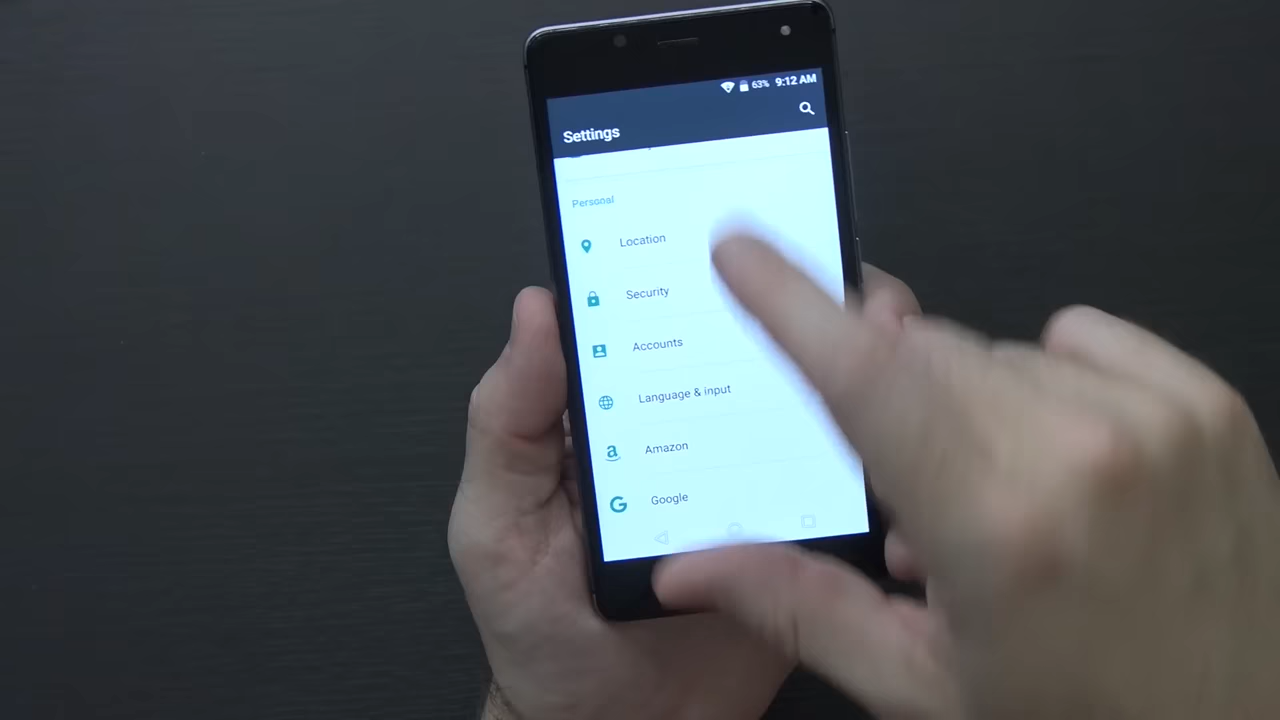 63% 9:12 AM
Settings
Personal
Location
Security
Accounts
Language & input
Amazon
Google